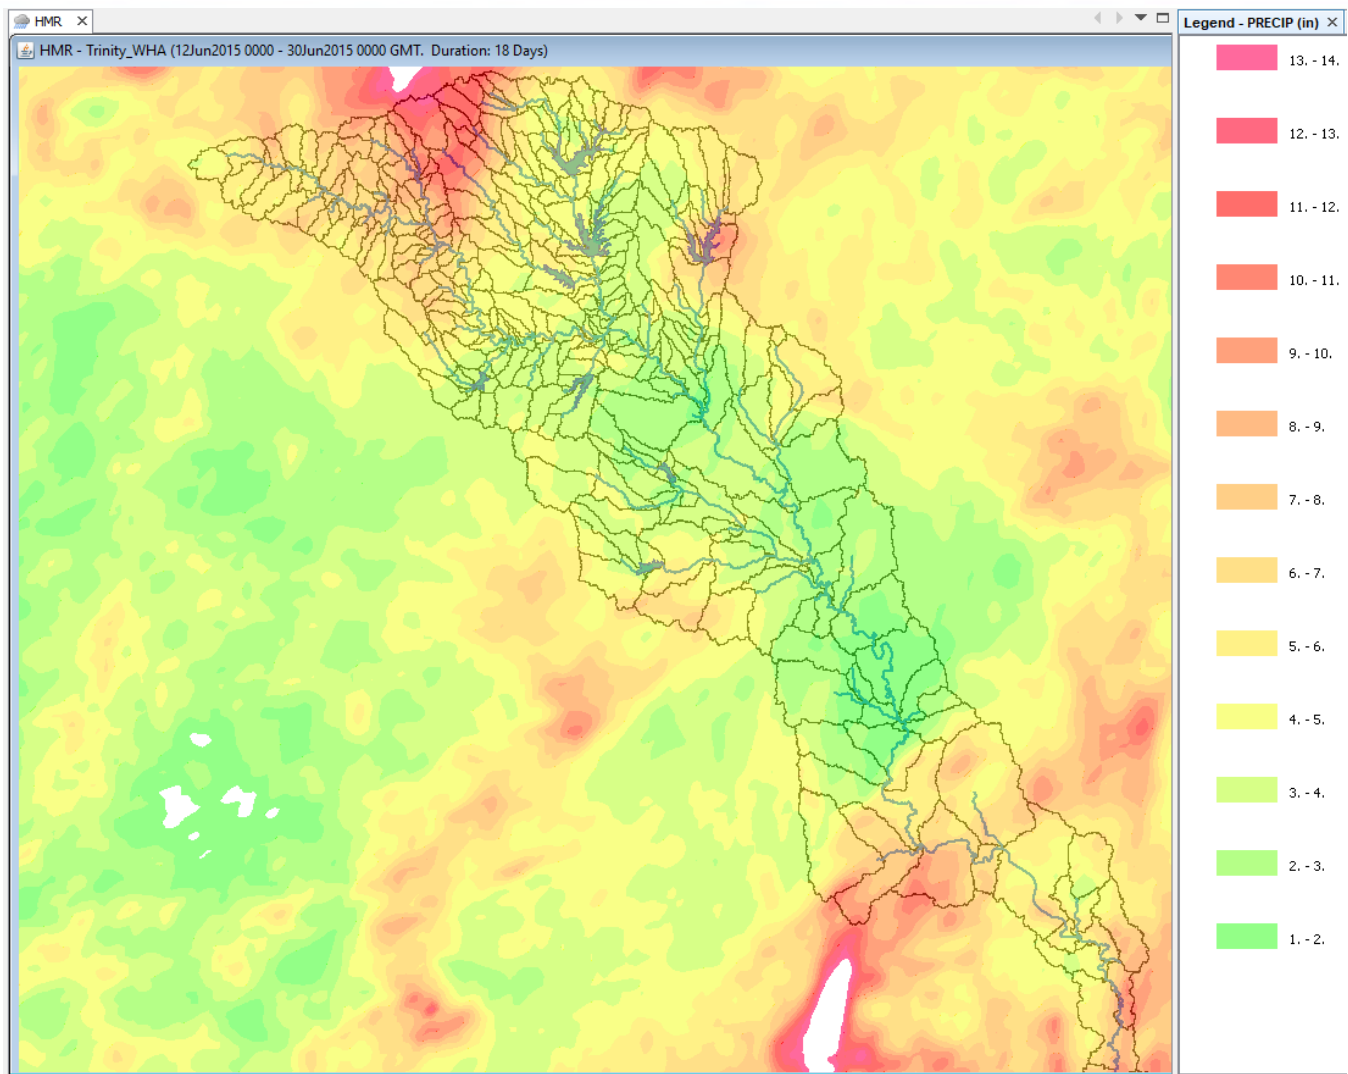 HMR
HMR - Trinity_WHA (12Jun2015 0000 - 30Jun2015 0000 GMT.  Duration: 18 Days)
Legend - PRECIP (in)
13. - 14.
12. - 13.
11. - 12.
10. - 11.
9. - 10.
8. - 9.
7. - 8.
6. - 7.
5. - 6.
4. - 5.
3. - 4.
2. - 3.
1. - 2.